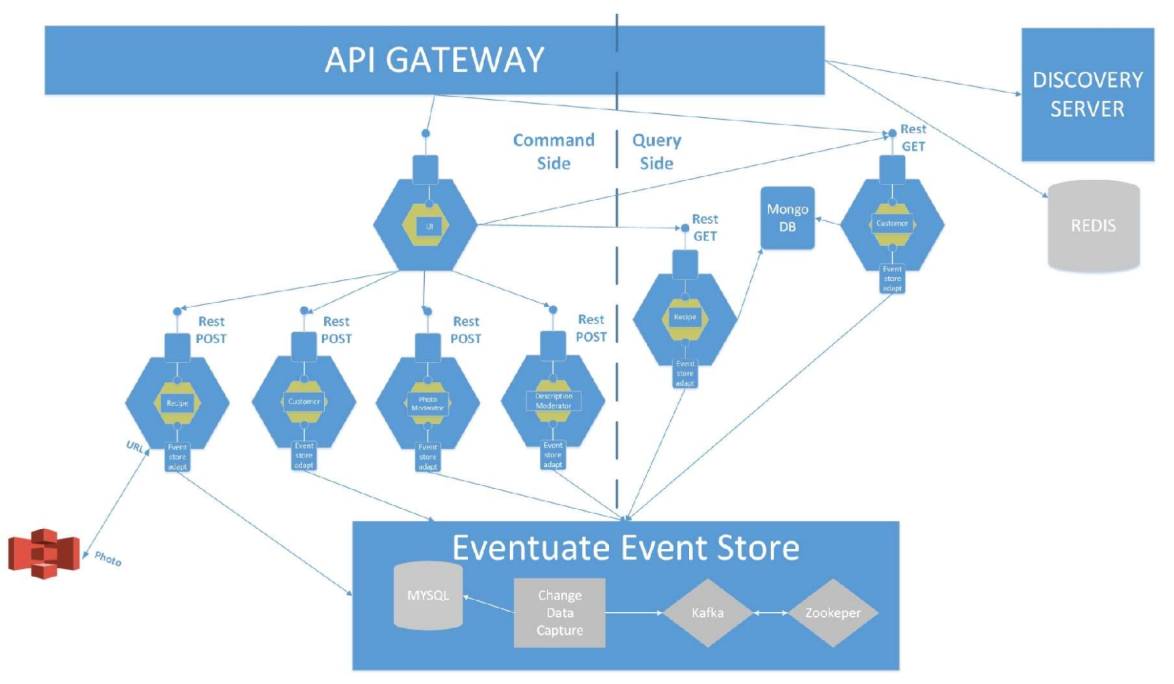 API GATEWAY
DISCOVERY
SERVER
Command
Side
Query
Side
Rest
GET
REDIS
Mongo
DB
Customer
Event
store
adapt
UI
Rest
GET
Recipe
Event
store
adapt
Rest
POST
Rest
POST
Rest
POST
Rest
POST
Recipe
Customer
Photo
Moderator
Description
Moderator
URL
Event
store
adapt
Event
store
adapt
Event
store
adapt
Event
store
adapt
Photo
Eventuate Event Store
MYSQL
Change
Data
Capture
Kafka
Zookeper